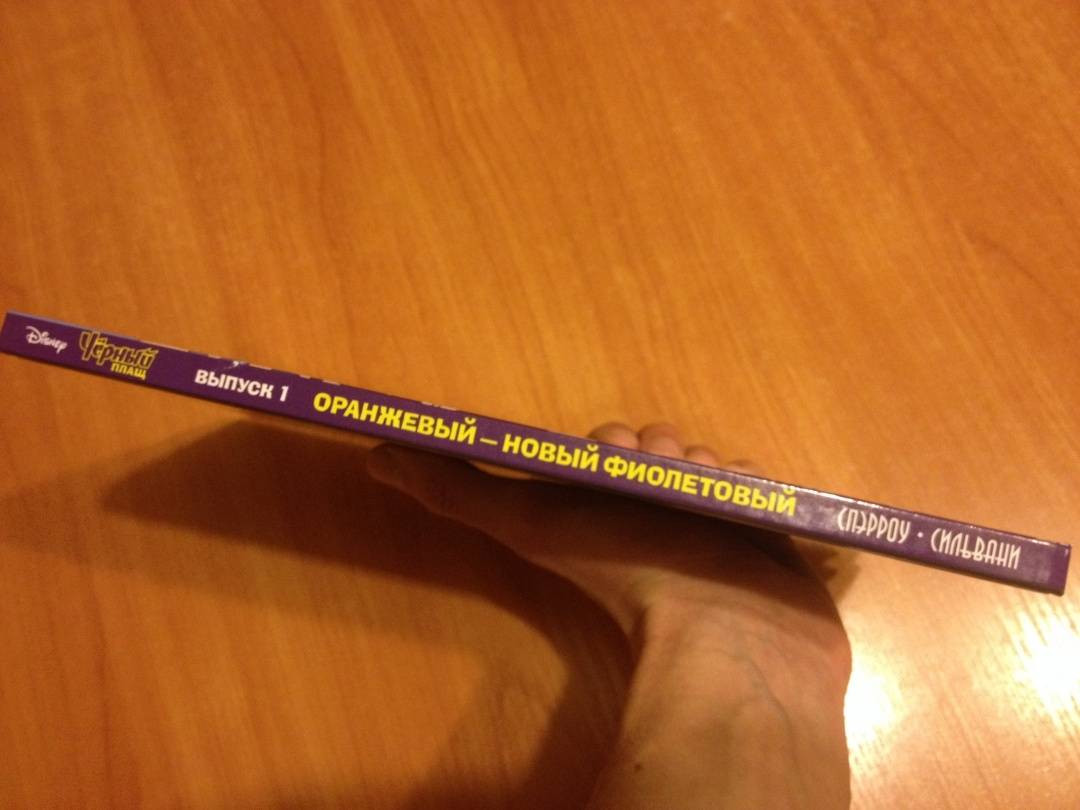 Disney Чёрный плащ ВЫПУСК 1 ОРАНЖЕВЫЙ – НОВЫЙ ФИОЛЕТОВЫЙ СПЭРРОУ · СИЛЬВАНИ